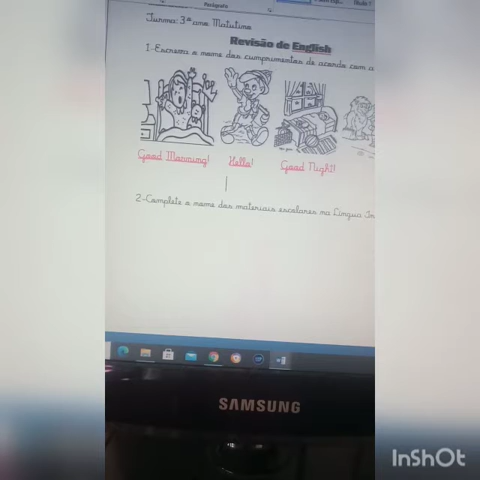 Parágrafo
Turma: 3º ano Matutino
Revisão de English
1-Escreva o nome dos cumprimentos de acordo com a
Good Morning! Hello! Good Night!
2-Complete o nome dos materiais escolares na Língua In
SAMSUNG
InShOt